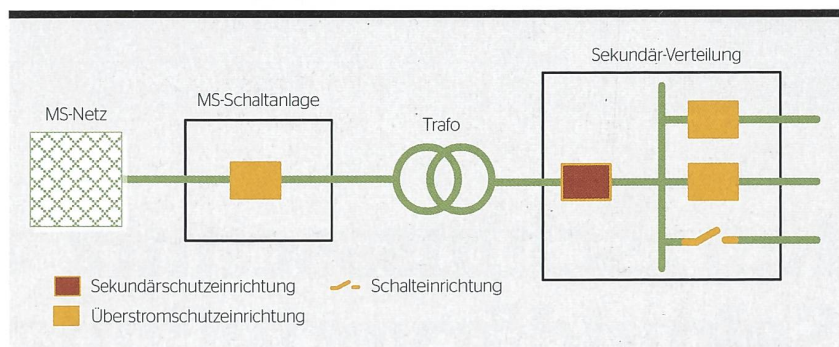 Sekundär-Verteilung
MS-Netz
MS-Schaltanlage
Trafo
Sekundärschutzeinrichtung
Schalteinrichtung
Überstromschutzeinrichtung